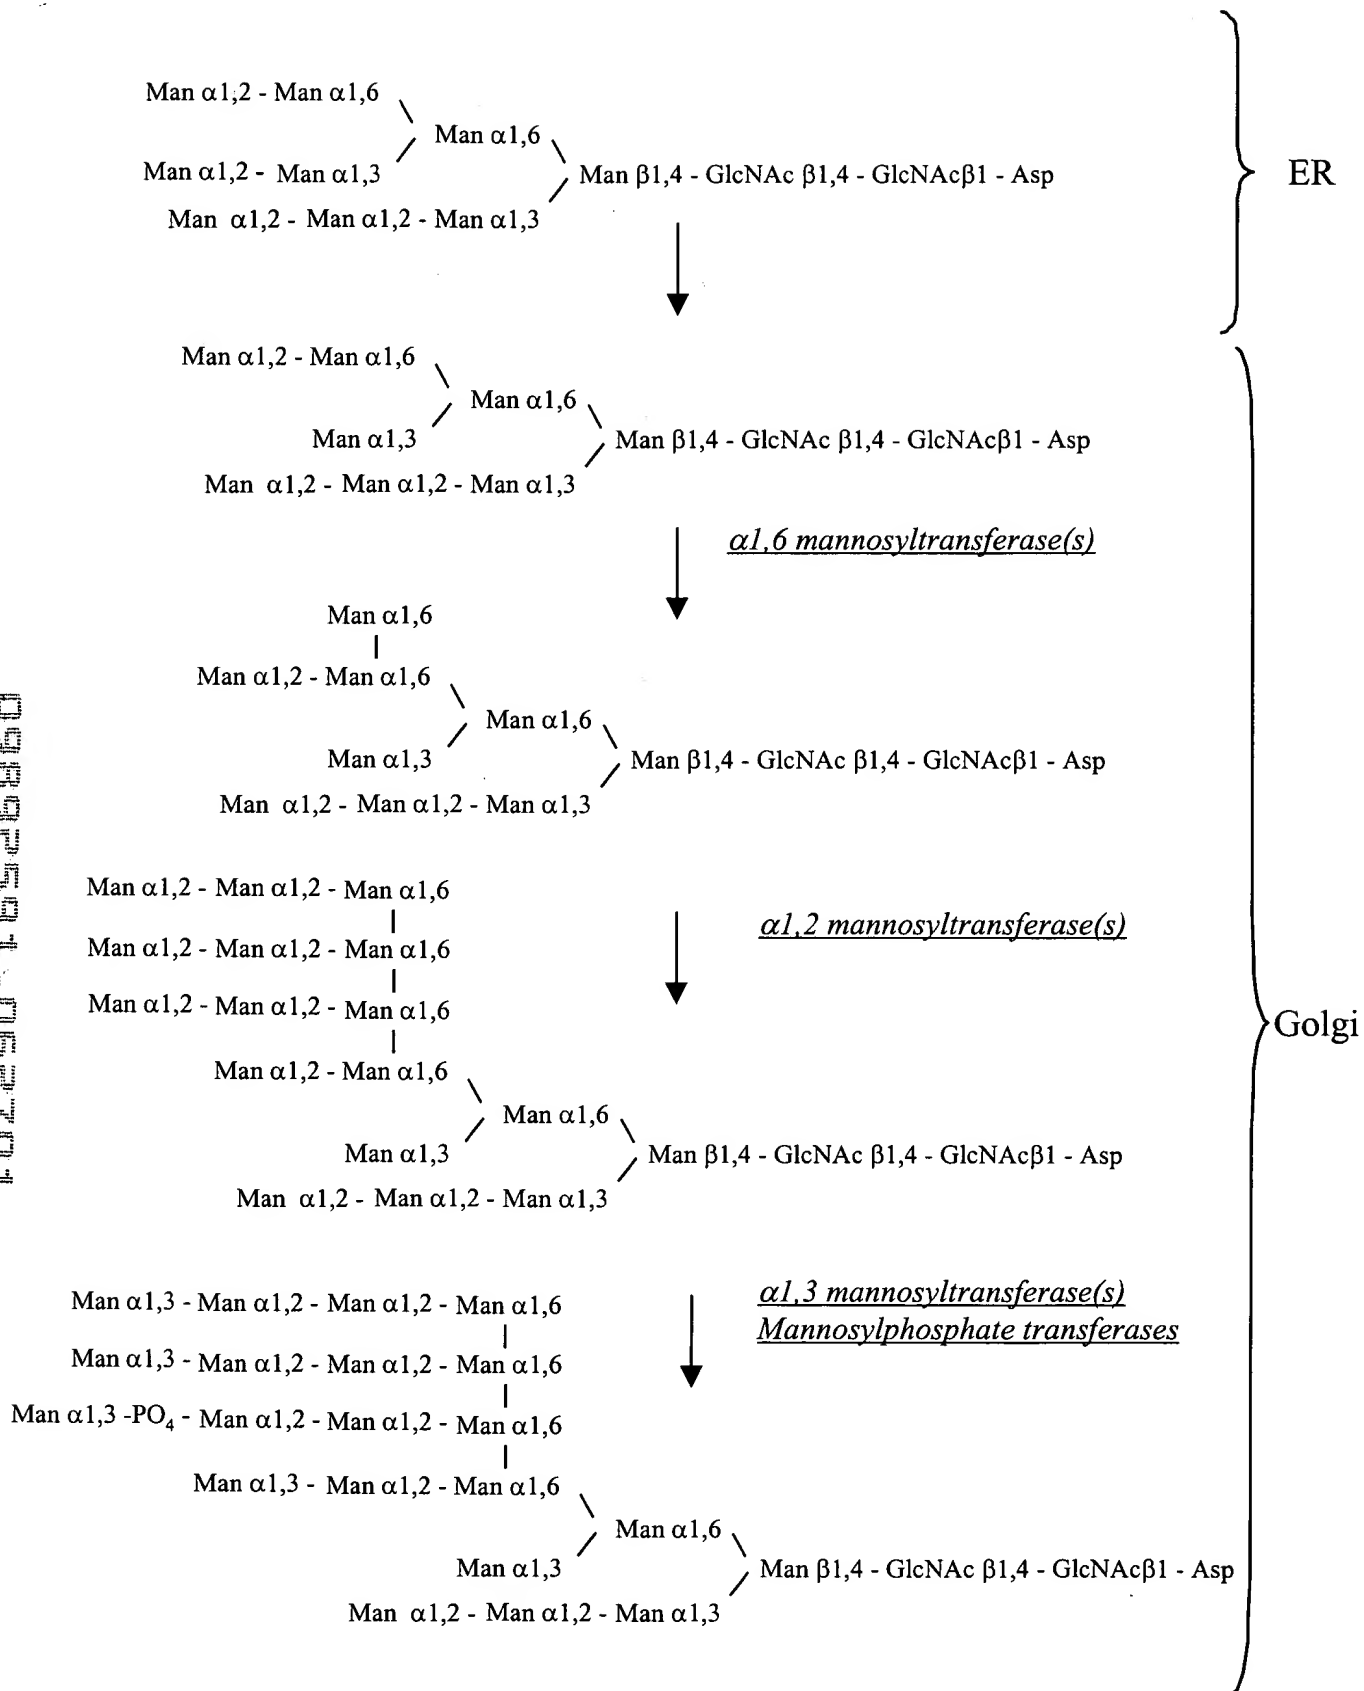 Man α1,2 - Man α1,6
Man α1,6
Man α1,2 - Man α1,3
Man β1,4 - GlcNAc β1,4 - GlcNAcβ1 - Asp
Man α1,2 - Man α1,2 - Man α1,3
ER
Man α1,2 - Man α1,6
Man α1,6
Man α1,3
Man β1,4 - GlcNAc β1,4 - GlcNAcβ1 - Asp
Man α1,2 - Man α1,2 - Man α1,3
α1,6 mannosyltransferase(s)
Man α1,6
Man α1,2 - Man α1,6
Man α1,6
Man α1,3
Man β1,4 - GlcNAc β1,4 - GlcNAcβ1 - Asp
Man α1,2 - Man α1,2 - Man α1,3
α1,2 mannosyltransferase(s)
Man α1,2 - Man α1,2 - Man α1,6
Man α1,2 - Man α1,2 - Man α1,6
Man α1,2 - Man α1,2 - Man α1,6
Man α1,2 - Man α1,6
Man α1,6
Man α1,3
Man β1,4 - GlcNAc β1,4 - GlcNAcβ1 - Asp
Man α1,2 - Man α1,2 - Man α1,3
Golgi
α1,3 mannosyltransferase(s)
Mannosylphosphate transferases
Man α1,3 - Man α1,2 - Man α1,2 - Man α1,6
Man α1,3 - Man α1,2 - Man α1,2 - Man α1,6
Man α1,3 -PO₄ - Man α1,2 - Man α1,2 - Man α1,6
Man α1,3 - Man α1,2 - Man α1,6
Man α1,6
Man α1,3
Man β1,4 - GlcNAc β1,4 - GlcNAcβ1 - Asp
Man α1,2 - Man α1,2 - Man α1,3